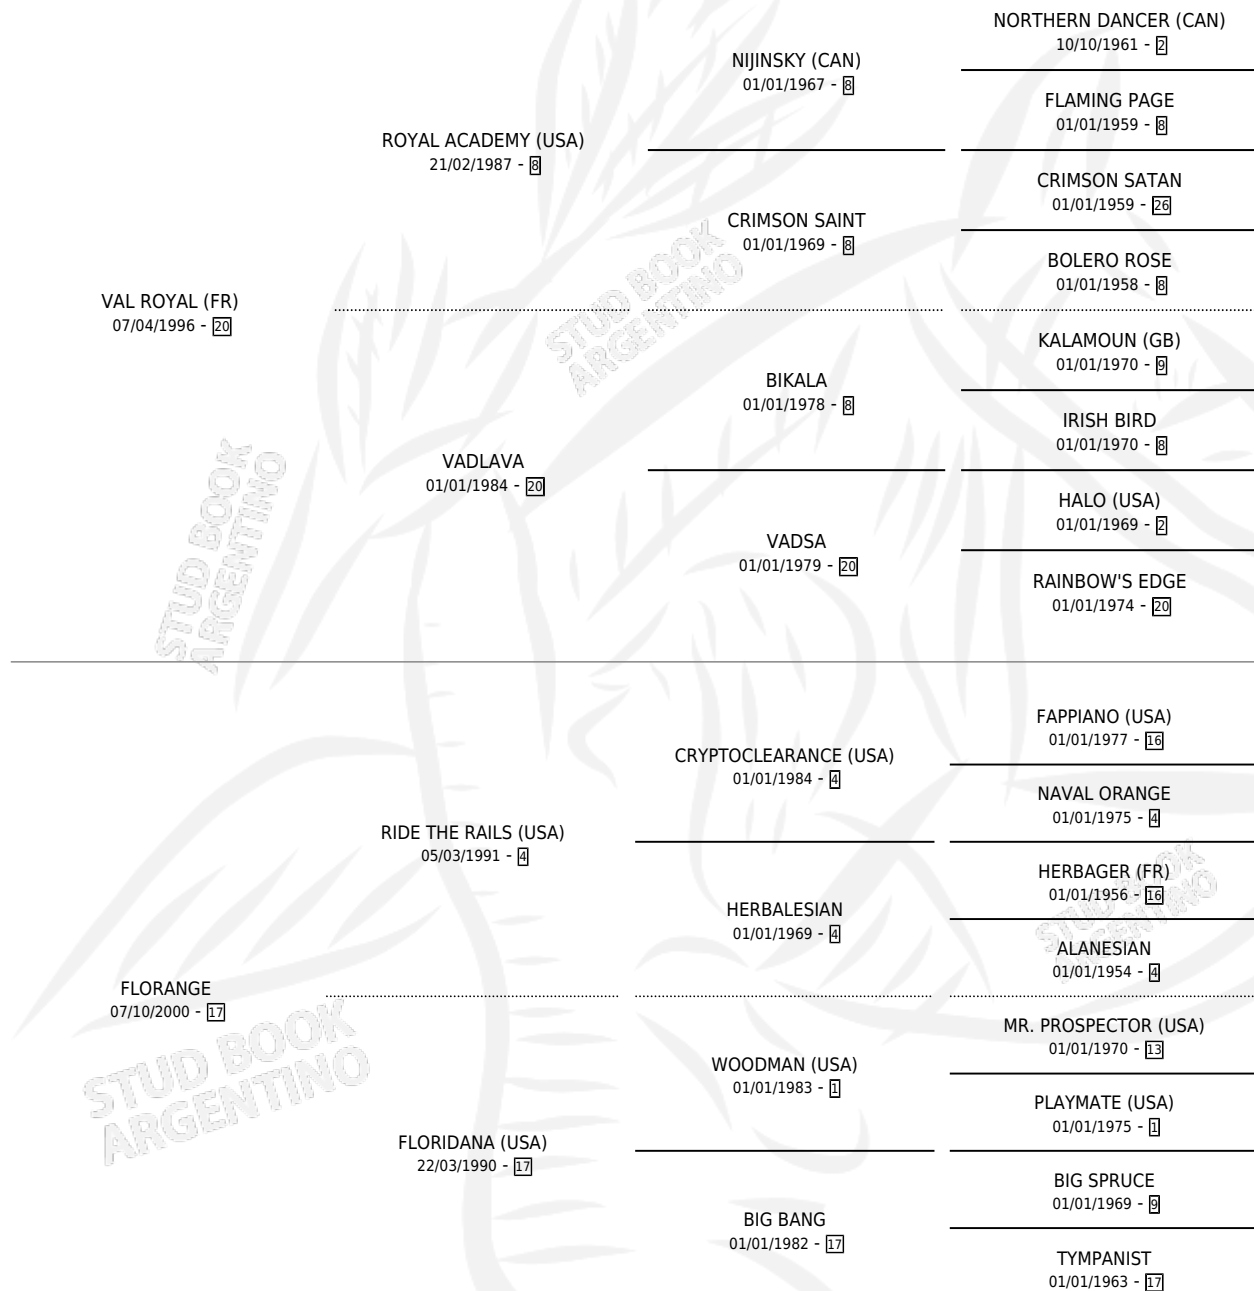 NORTHERN DANCER (CAN)
10/10/1961 - 2
NIJINSKY (CAN)
01/01/1967 - 8
FLAMING PAGE
01/01/1959 - 8
ROYAL ACADEMY (USA)
21/02/1987 - 8
CRIMSON SATAN
01/01/1959 - 26
CRIMSON SAINT
01/01/1969 - 8
BOLERO ROSE
01/01/1958 - 8
VAL ROYAL (FR)
07/04/1996 - 20
STUD BOOK
ARGENTINO
KALAMOUN (GB)
01/01/1970 - 9
BIKALA
01/01/1978 - 8
IRISH BIRD
01/01/1970 - 8
VADLAVA
01/01/1984 - 20
HALO (USA)
01/01/1969 - 2
VADSA
01/01/1979 - 20
RAINBOW'S EDGE
01/01/1974 - 20
STUD BOOK
ARGENTINO
FAPPIANO (USA)
01/01/1977 - 16
CRYPTOCLEARANCE (USA)
01/01/1984 - 4
NAVAL ORANGE
01/01/1975 - 4
RIDE THE RAILS (USA)
05/03/1991 - 4
HERBAGER (FR)
01/01/1956 - 16
HERBALESIAN
01/01/1969 - 4
STUD BOOK
ARGENTINO
ALANESIAN
01/01/1954 - 4
FLORANGE
07/10/2000 - 17
STUD BOOK
ARGENTINO
MR. PROSPECTOR (USA)
01/01/1970 - 13
WOODMAN (USA)
01/01/1983 - 1
PLAYMATE (USA)
01/01/1975 - 1
FLORIDANA (USA)
22/03/1990 - 17
BIG SPRUCE
01/01/1969 - 9
BIG BANG
01/01/1982 - 17
TYMPANIST
01/01/1963 - 17